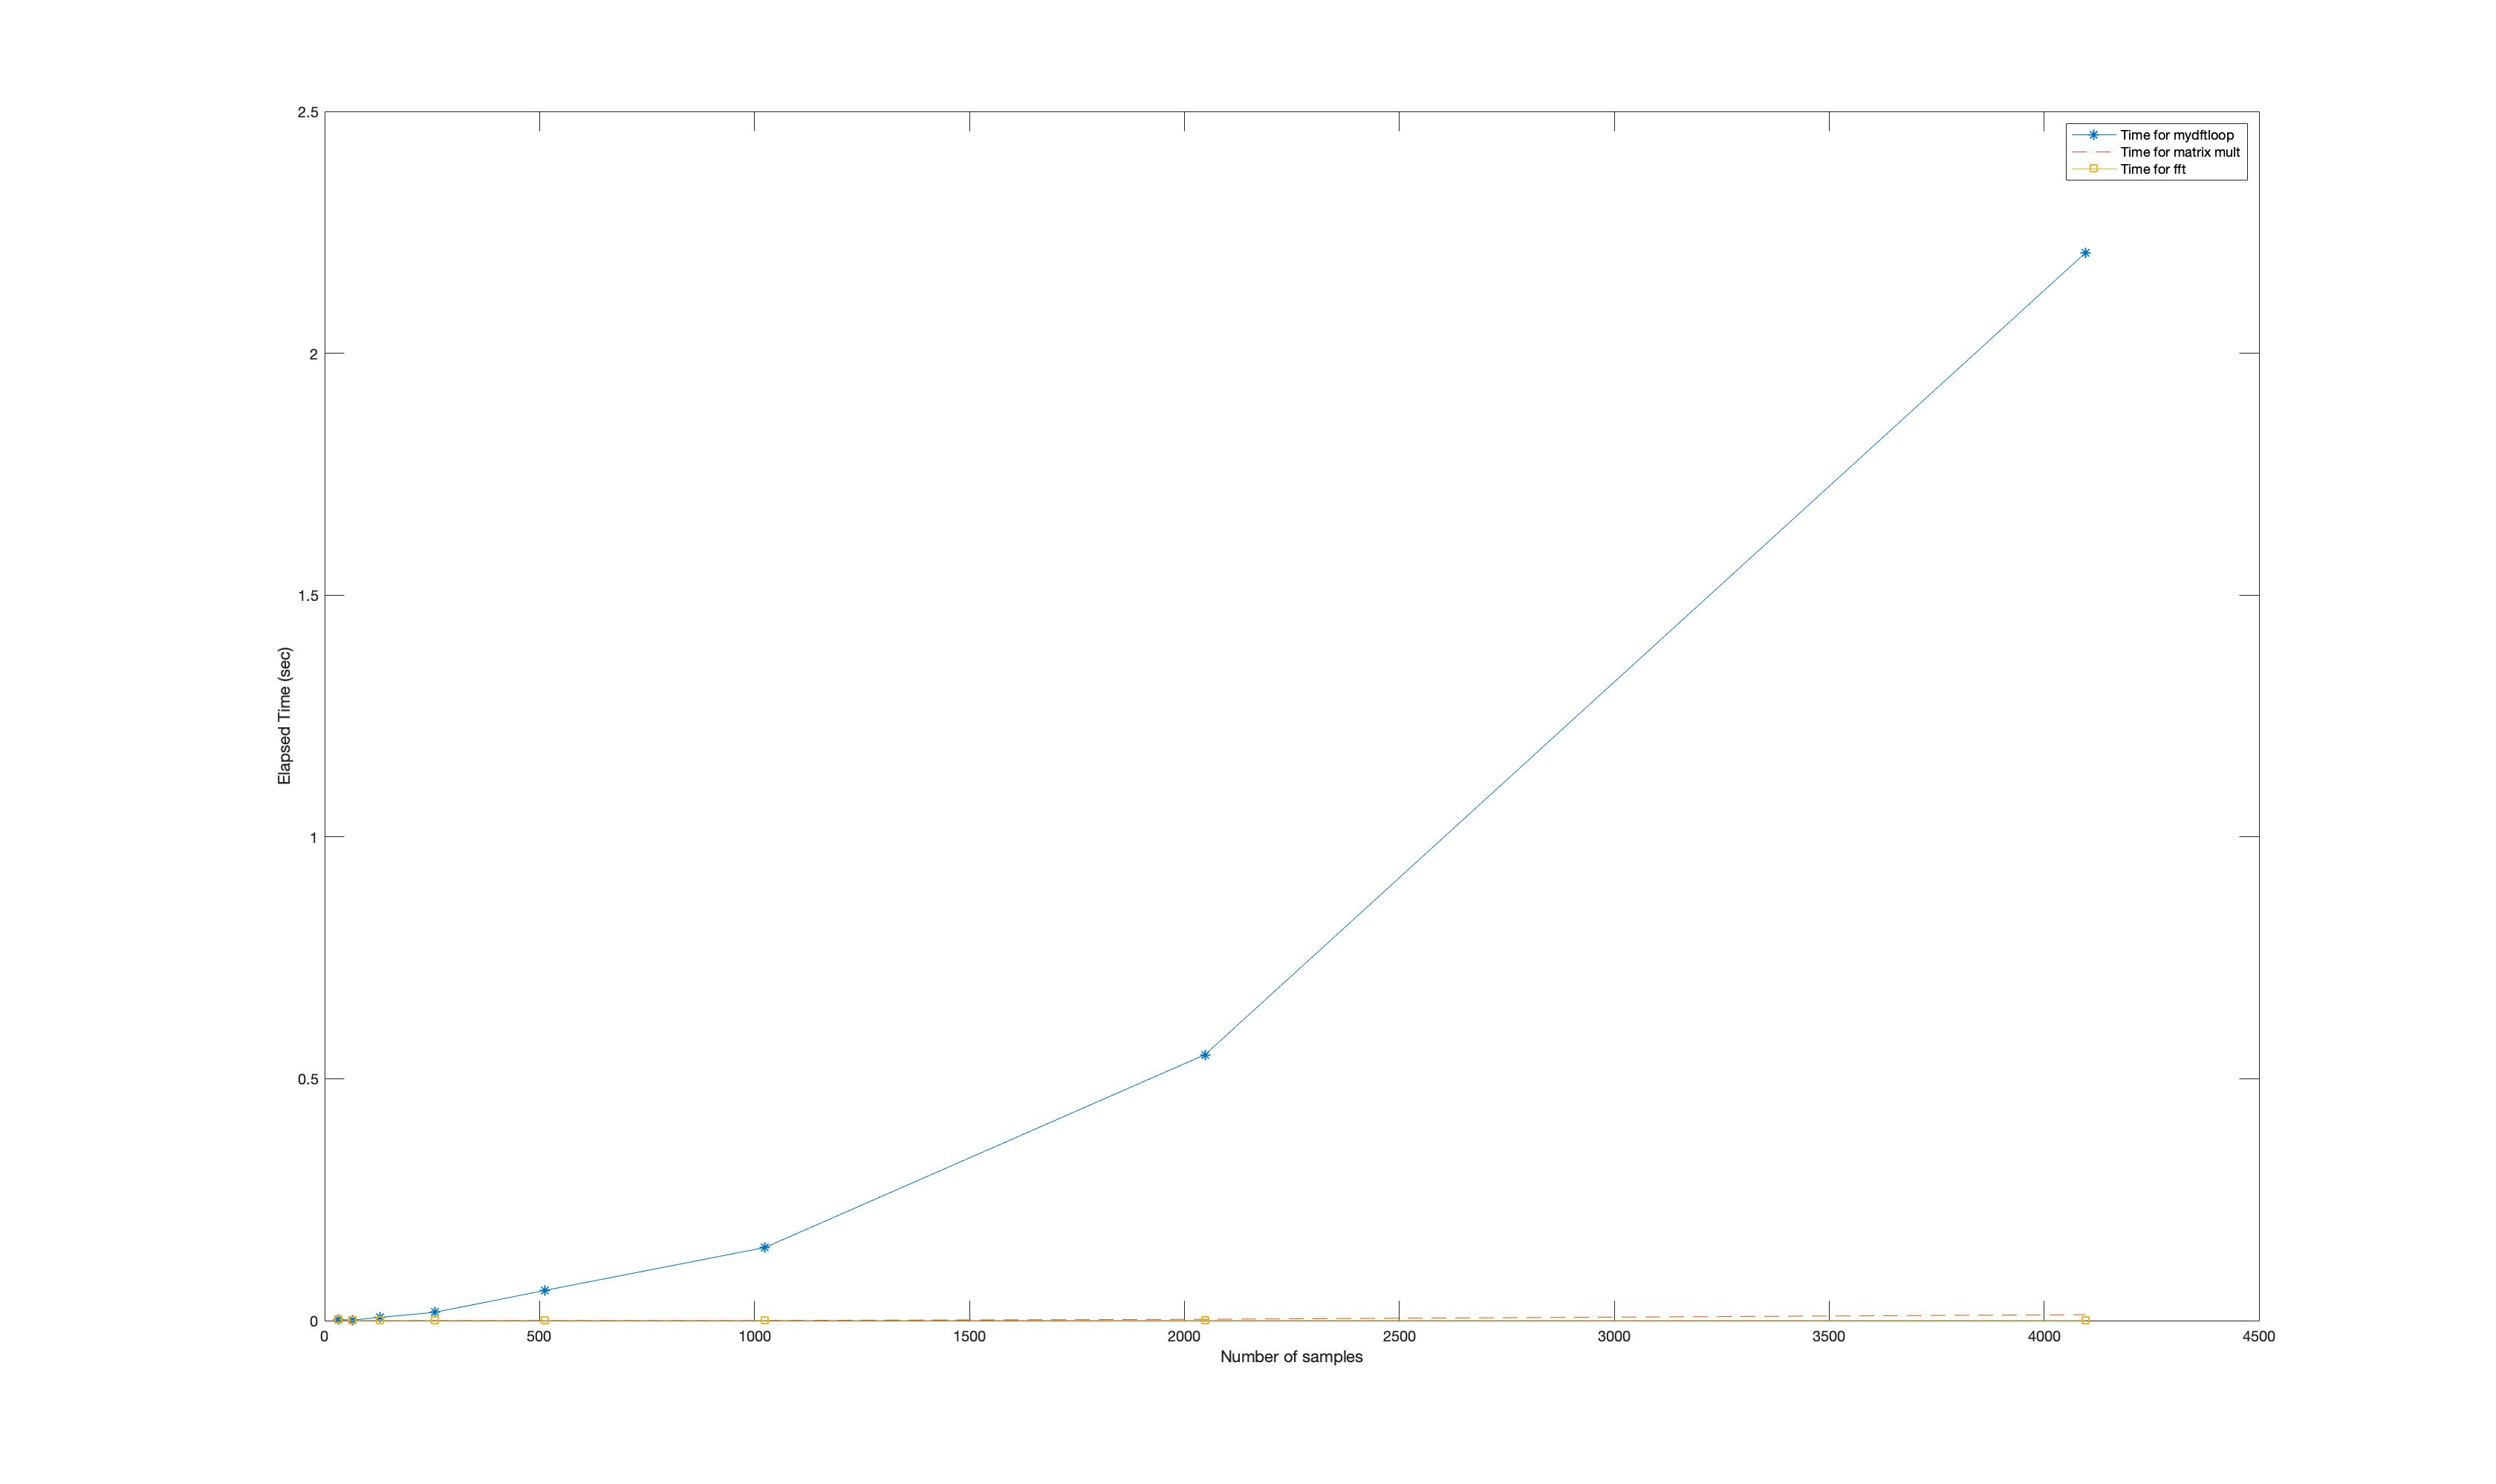 2.5
2
1.5
1
0.5
0
Elapsed Time (sec)
Time for mydftloop
Time for matrix mult
Time for fft
0 500 1000 1500 2000 2500 3000 3500 4000 4500
Number of samples